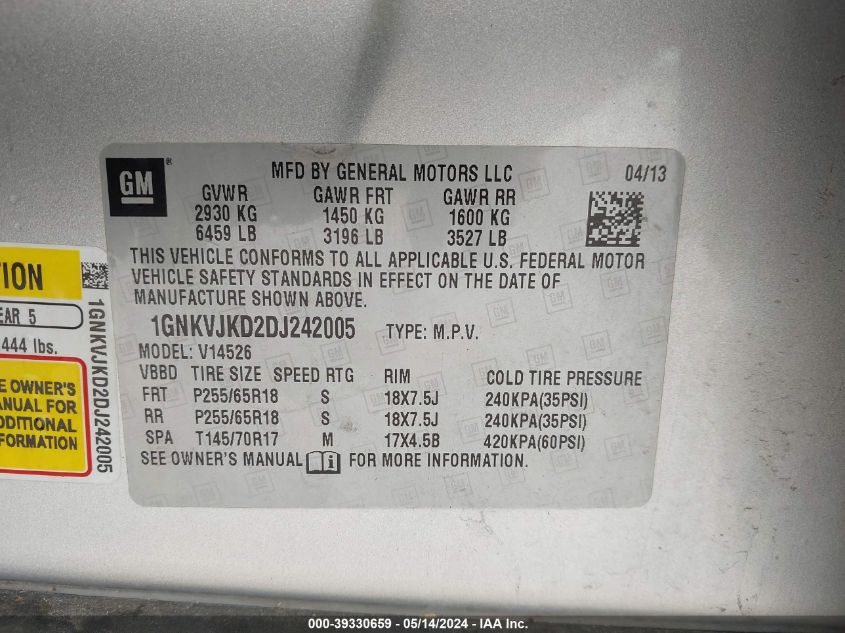 GM ®
MFD BY GENERAL MOTORS LLC 04/13
GVWR GAWR FRT GAWR RR
2930 KG 1450 KG 1600 KG
6459 LB 3196 LB 3527 LB
THIS VEHICLE CONFORMS TO ALL APPLICABLE U.S. FEDERAL MOTOR
VEHICLE SAFETY STANDARDS IN EFFECT ON THE DATE OF
MANUFACTURE SHOWN ABOVE.
1GNKVJKD2DJ242005 TYPE: M.P.V.
MODEL: V14526
VBBD TIRE SIZE SPEED RTG RIM COLD TIRE PRESSURE
FRT P255/65R18 S 18X7.5J 240KPA(35PSI)
RR P255/65R18 S 18X7.5J 240KPA(35PSI)
SPA T145/70R17 M 17X4.5B 420KPA(60PSI)
SEE OWNER'S MANUAL FOR MORE INFORMATION.
TION
EAR 5
444 lbs.
E OWNER'S
ANUAL FOR
DDITIONAL
FORMATION
1GNKVJKD2DJ242005
000-39330659 - 05/14/2024 - IAA, Inc.